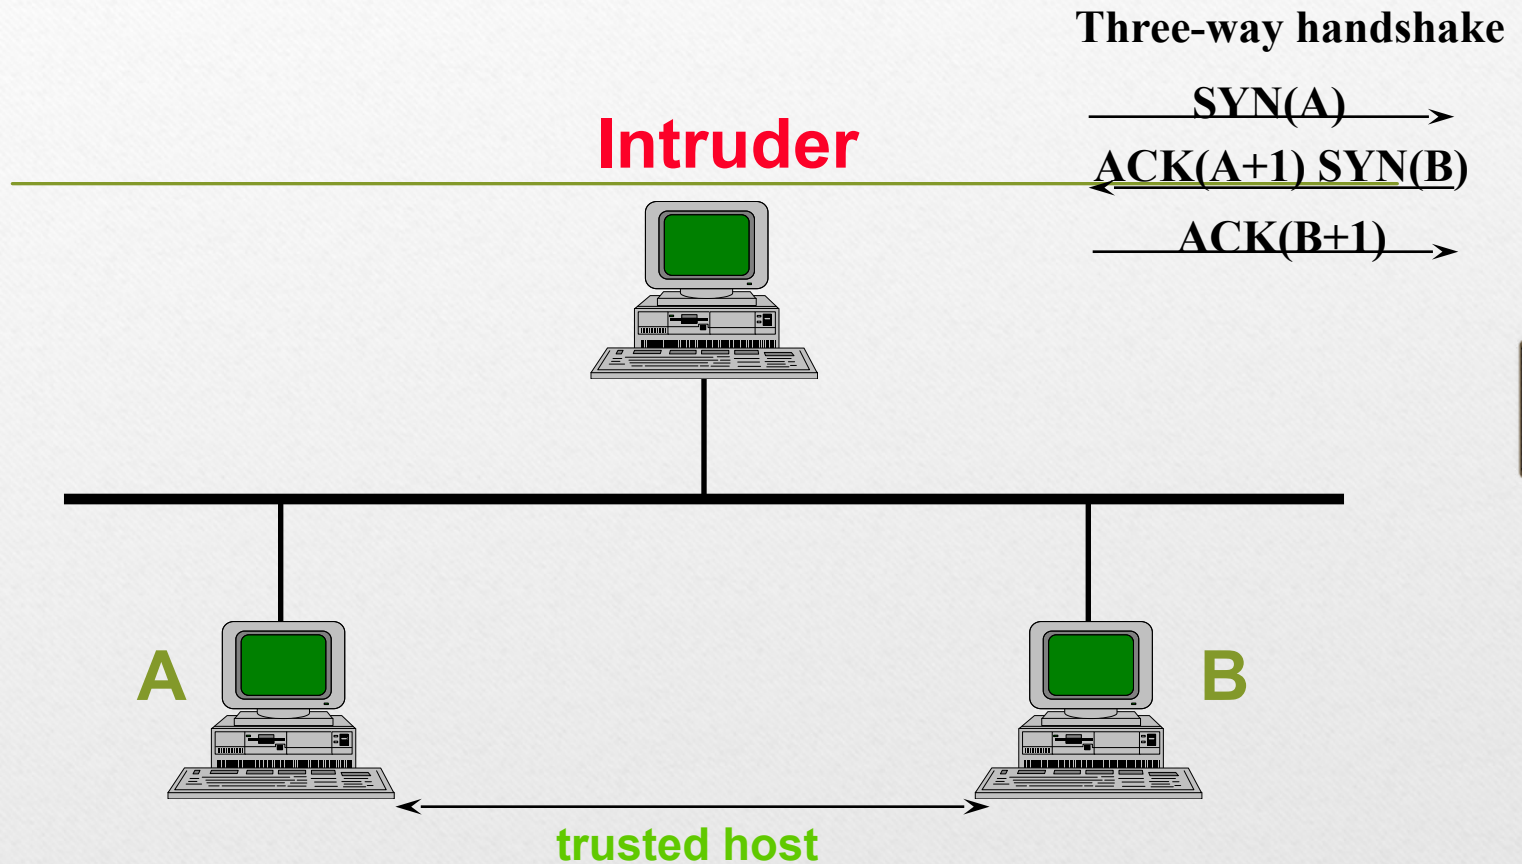 Three-way handshake
SYN(A)
Intruder
ACK(A+1) SYN(B)
ACK(B+1)
A
B
trusted host